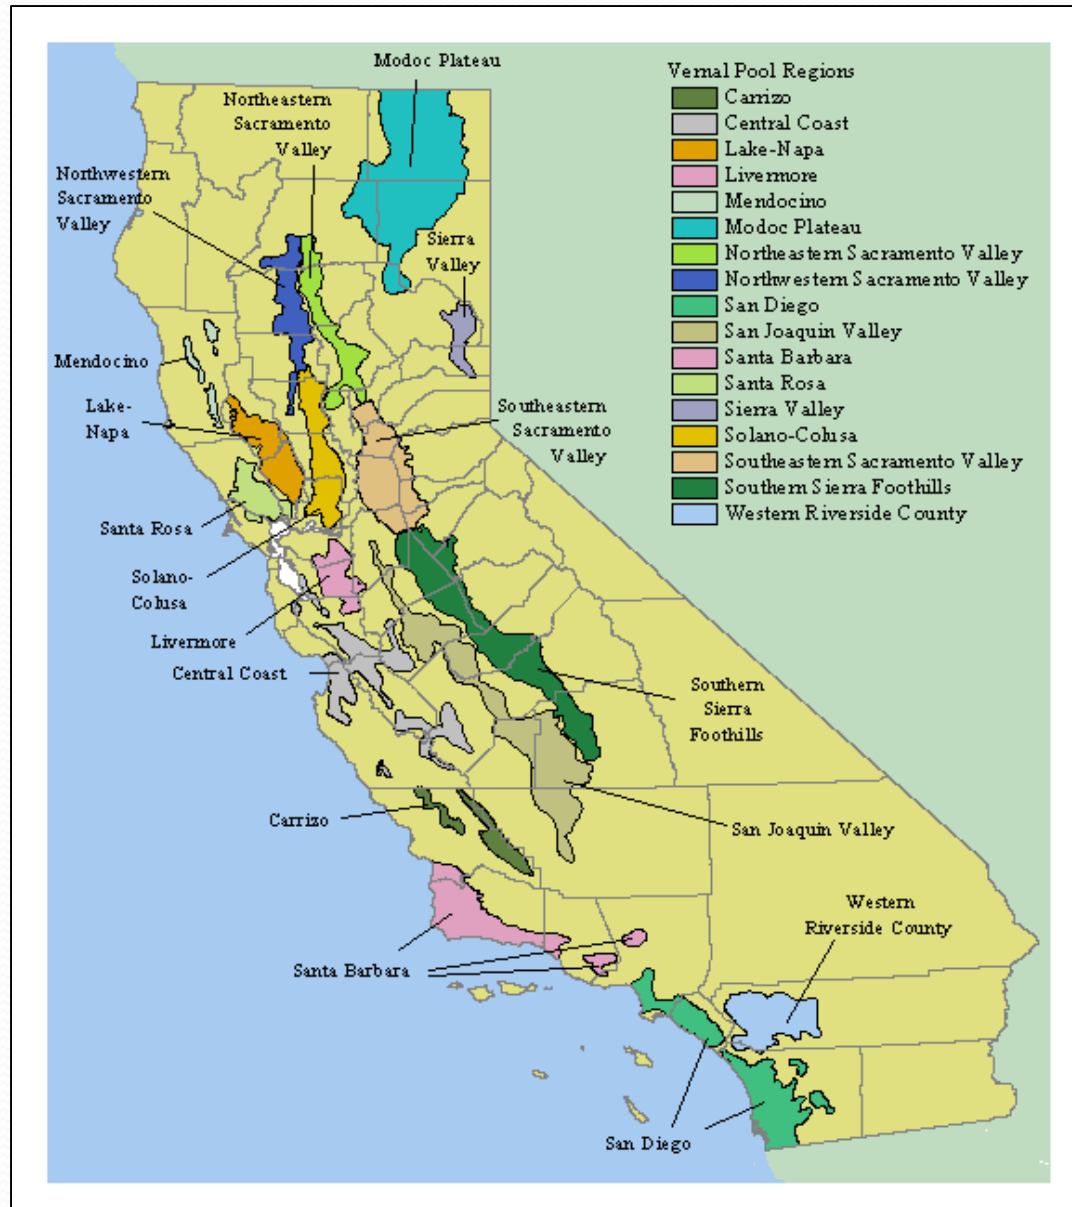 Modoc Plateau
Northeastern
Sacramento
Valley
Northwestern
Sacramento
Valley
Sierra
Valley
Mendocino
Lake-
Napa
Southeastern
Sacramento
Valley
Santa Rosa
Solano-
Colusa
Livermore
Central Coast
Southern
Sierra
Foothills
Carrizo
San Joaquin Valley
Western
Riverside County
Santa Barbara
San Diego
Vernal Pool Regions
Carrizo
Central Coast
Lake-Napa
Livermore
Mendocino
Modoc Plateau
Northeastern Sacramento Valley
Northwestern Sacramento Valley
San Diego
San Joaquin Valley
Santa Barbara
Santa Rosa
Sierra Valley
Solano-Colusa
Southeastern Sacramento Valley
Southern Sierra Foothills
Western Riverside County